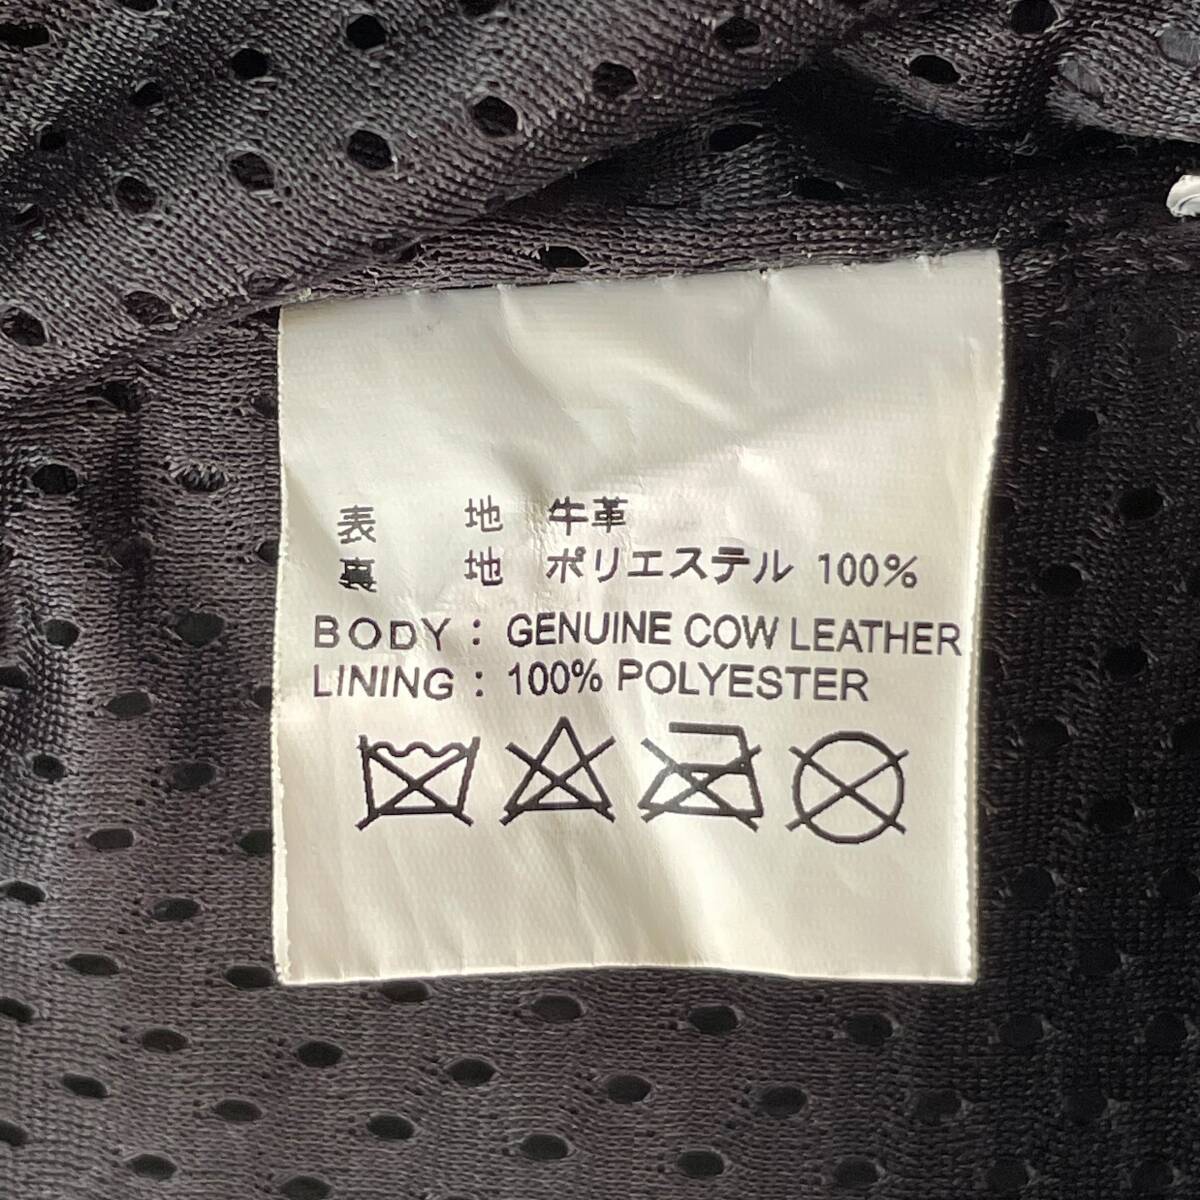 表 地 牛革
裏 地 ポリエステル 100%
BODY : GENUINE COW LEATHER
LINING : 100% POLYESTER